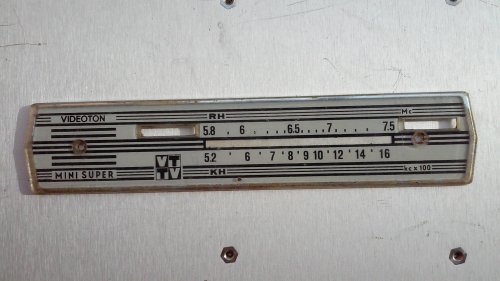 VIDEOTON RH Mc
5.8 . 6 . . . . 6.5 . . 7 . . . . 7.5
5.2 ' 6 ' 7 ' 8 ' 9 10 ' 12 ' 14 ' 16
VT
TV
MINI SUPER KH kc x 100